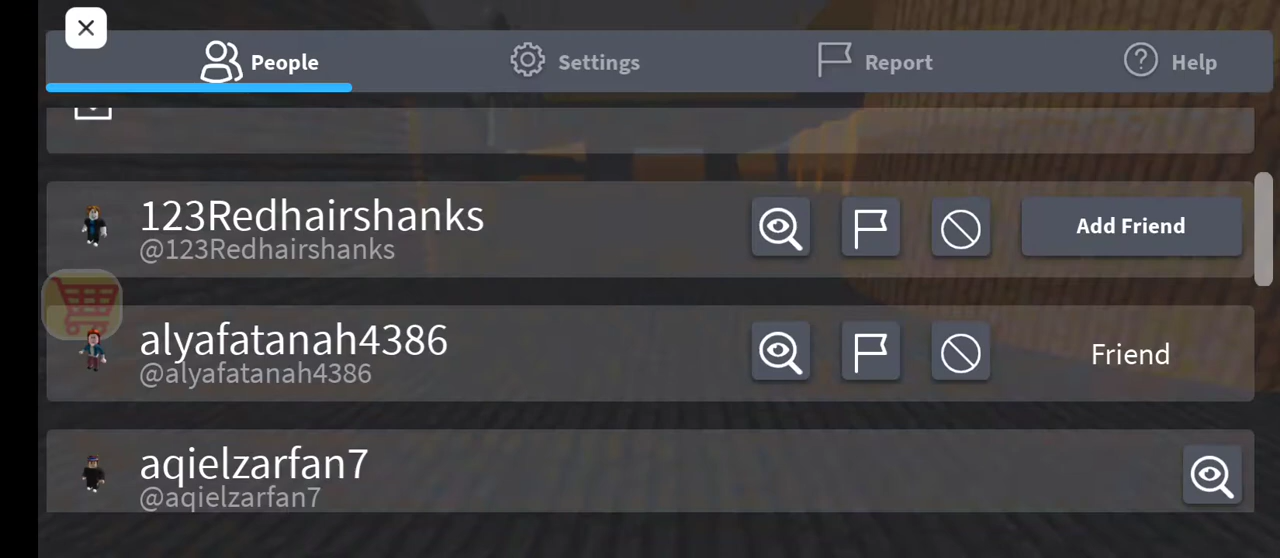 People
Settings
Report
Help
123Redhairshanks
@123Redhairshanks
Add Friend
alyafatanah4386
@alyafatanah4386
Friend
aqielzarfan7
@aqielzarfan7